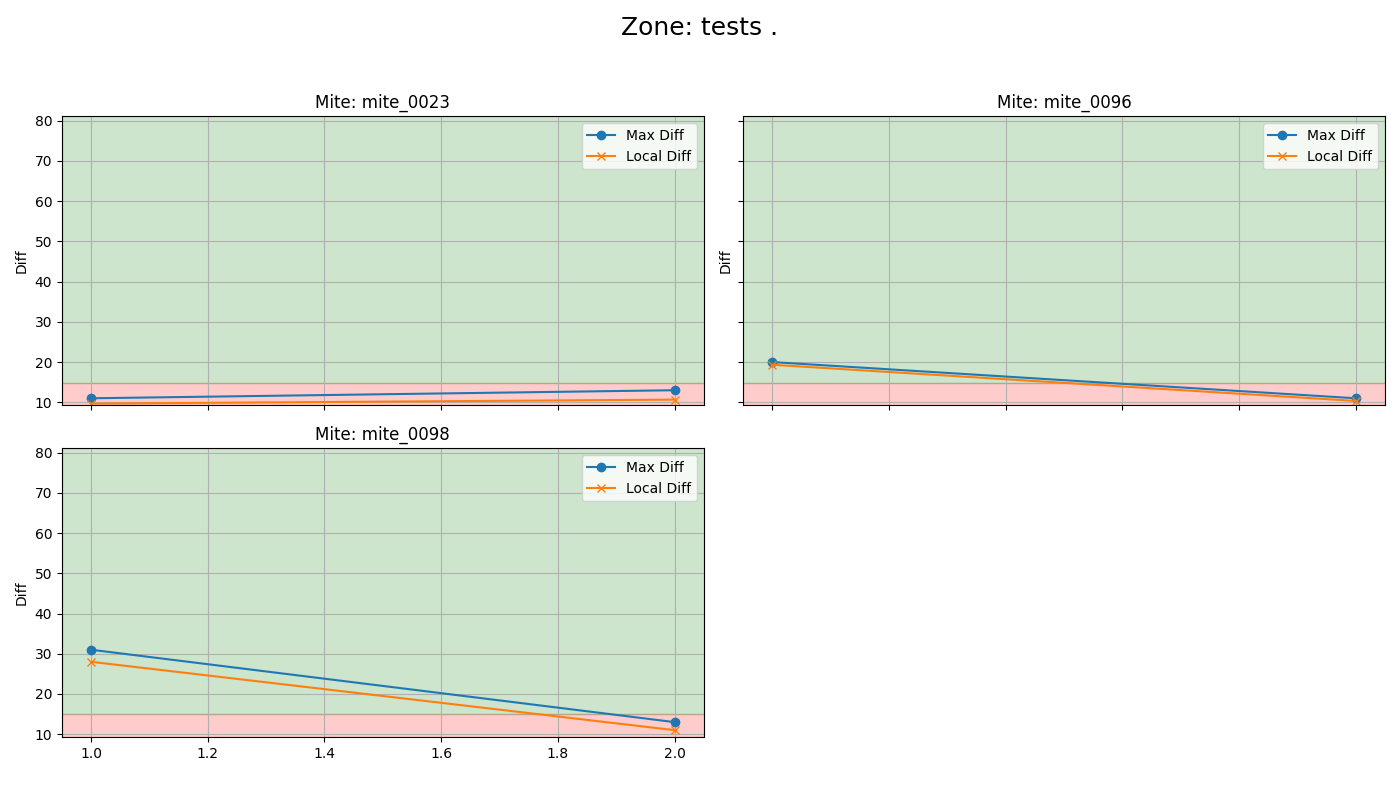 Zone: tests .
Mite: mite_0023
80
70
60
50
40
30
20
10
Diff
Max Diff
Local Diff
Mite: mite_0096
Diff
Max Diff
Local Diff
Mite: mite_0098
80
70
60
50
40
30
20
10
Diff
Max Diff
Local Diff
1.0 1.2 1.4 1.6 1.8 2.0